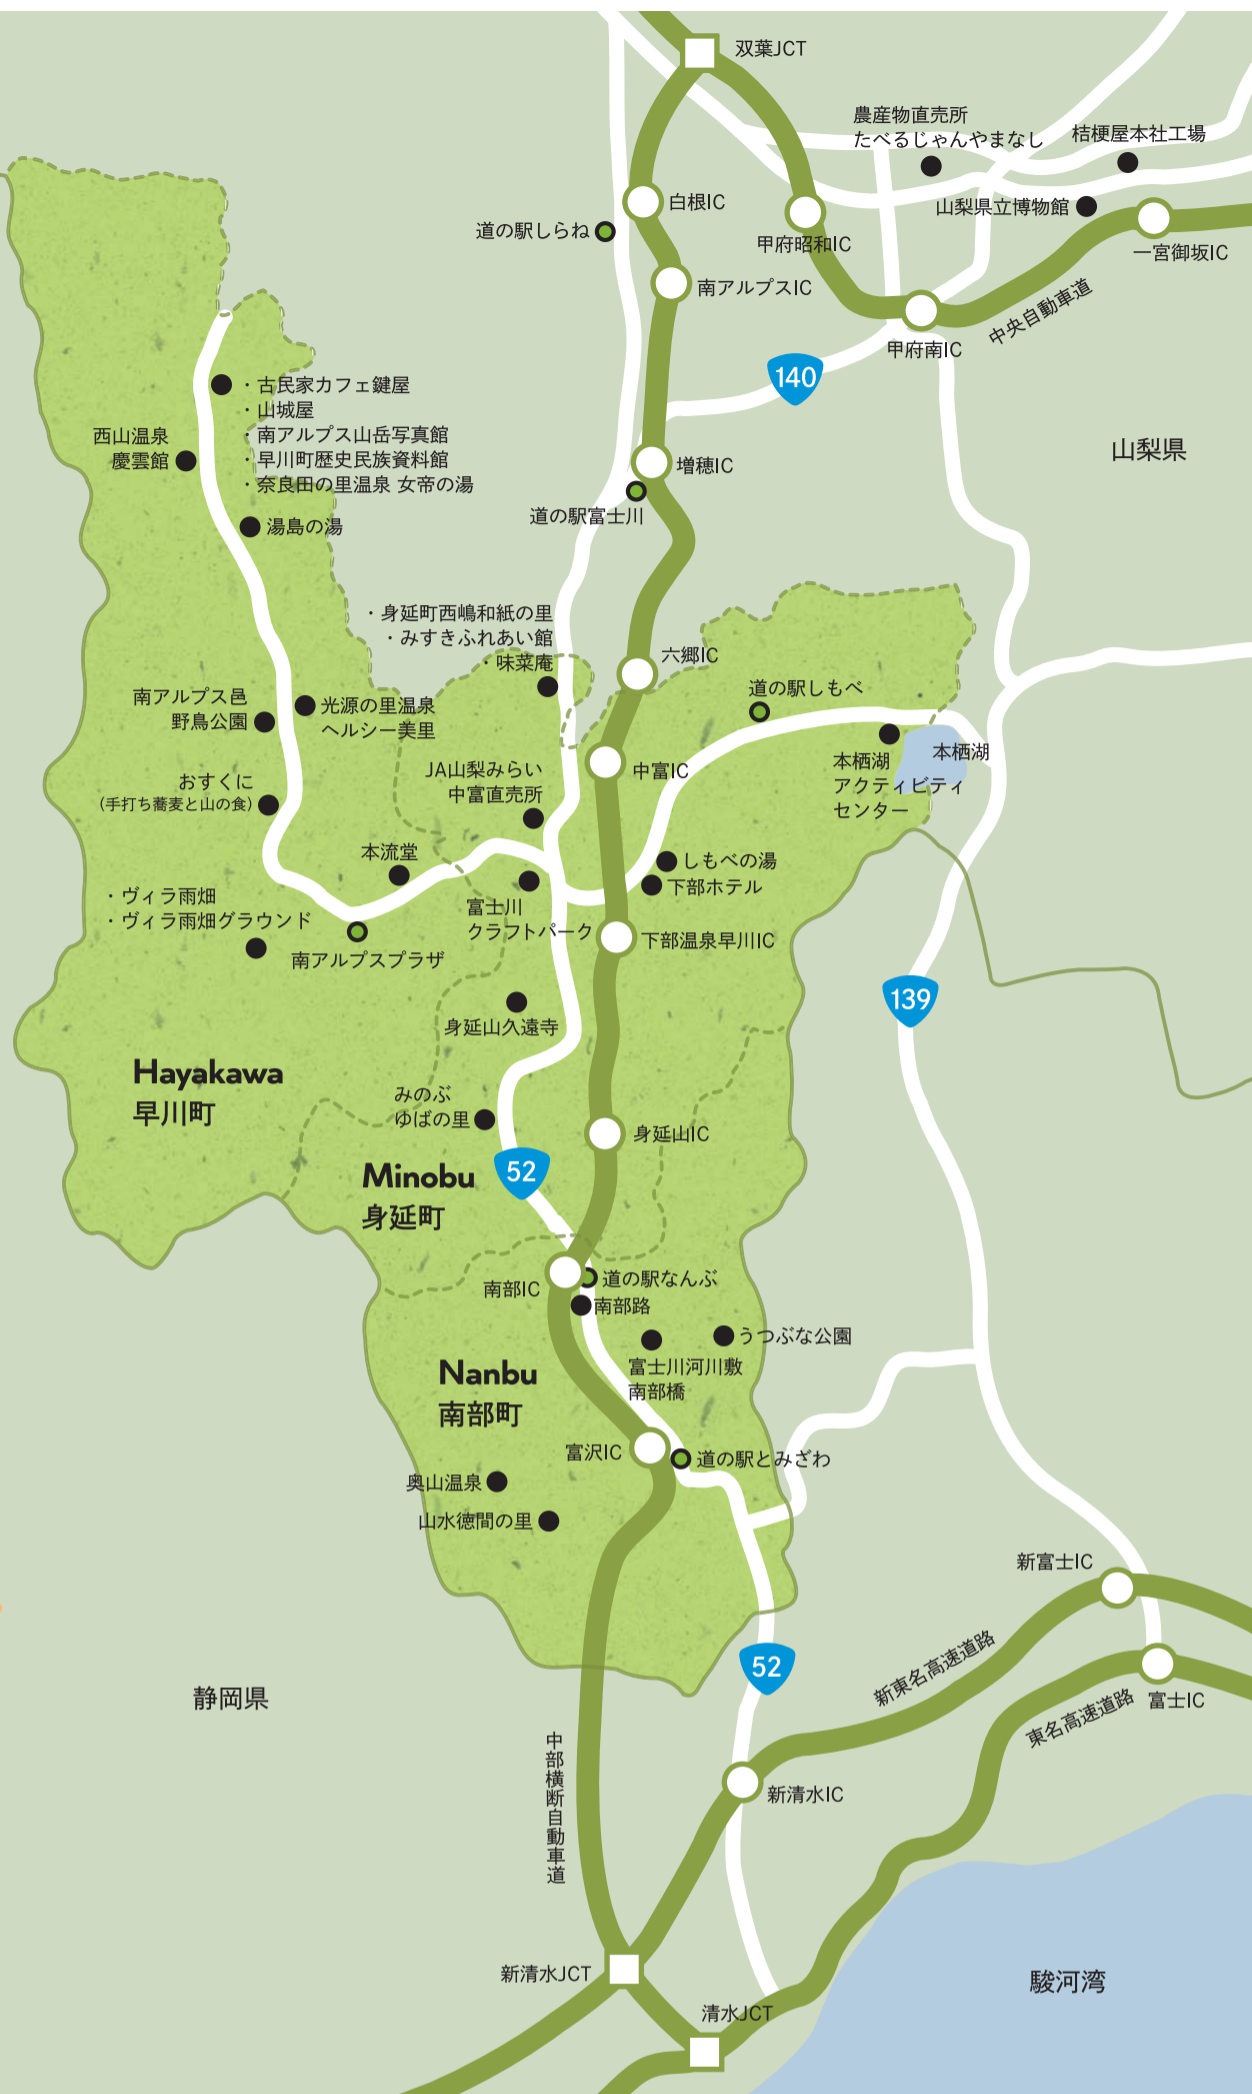 双葉JCT
農産物直売所
たべるじゃんやまなし
桔梗屋本社工場
白根IC
道の駅しらね
甲府昭和IC
山梨県立博物館
一宮御坂IC
南アルプスIC
中央自動車道
甲府南IC
140
・古民家カフェ鍵屋
・山城屋
・南アルプス山岳写真館
・早川町歴史民族資料館
・奈良田の里温泉 女帝の湯
西山温泉
慶雲館
山梨県
増穂IC
道の駅富士川
湯島の湯
・身延町西嶋和紙の里
・みすきふれあい館
・味菜庵
六郷IC
道の駅しもべ
南アルプス邑
野鳥公園
光源の里温泉
ヘルシー美里
本栖湖
本栖湖
アクティビティ
センター
中富IC
JA山梨みらい
中富直売所
おすくに
(手打ち蕎麦と山の食)
本流堂
しもべの湯
下部ホテル
・ヴィラ雨畑
・ヴィラ雨畑グラウンド
富士川
クラフトパーク
南アルプスプラザ
下部温泉早川IC
139
身延山久遠寺
Hayakawa
早川町
みのぶ
ゆばの里
身延山IC
52
Minobu
身延町
南部IC
道の駅なんぶ
南部路
うつぶな公園
富士川河川敷
南部橋
Nanbu
南部町
富沢IC
道の駅とみざわ
奥山温泉
山水徳間の里
新富士IC
新東名高速道路
52
東名高速道路
富士IC
静岡県
中部横断自動車道
新清水IC
新清水JCT
駿河湾
清水JCT